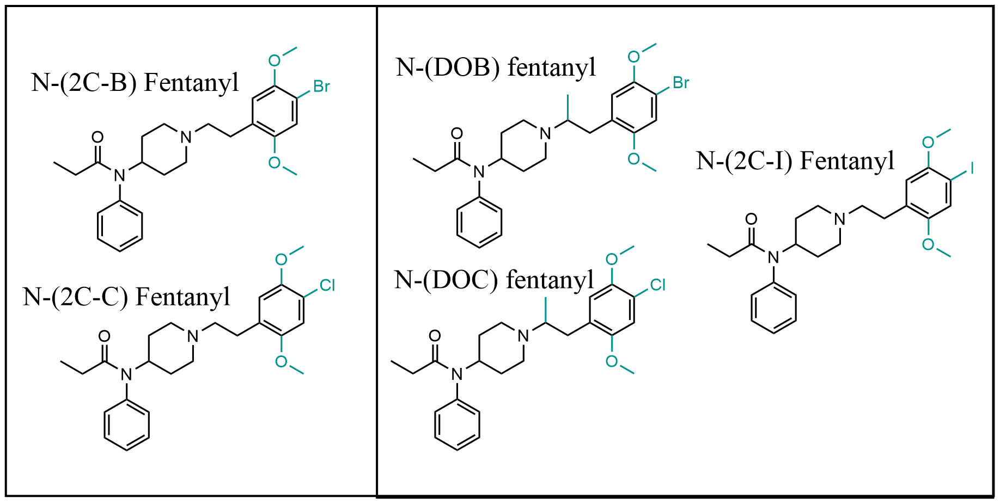 N-(2C-B) Fentanyl
O
Br
O
N
O
N
N-(2C-C) Fentanyl
O
Cl
O
N
O
N
N-(DOB) fentanyl
O
Br
O
N
O
N
N-(DOC) fentanyl
O
Cl
O
N
O
N
N-(2C-I) Fentanyl
O
I
O
N
O
N